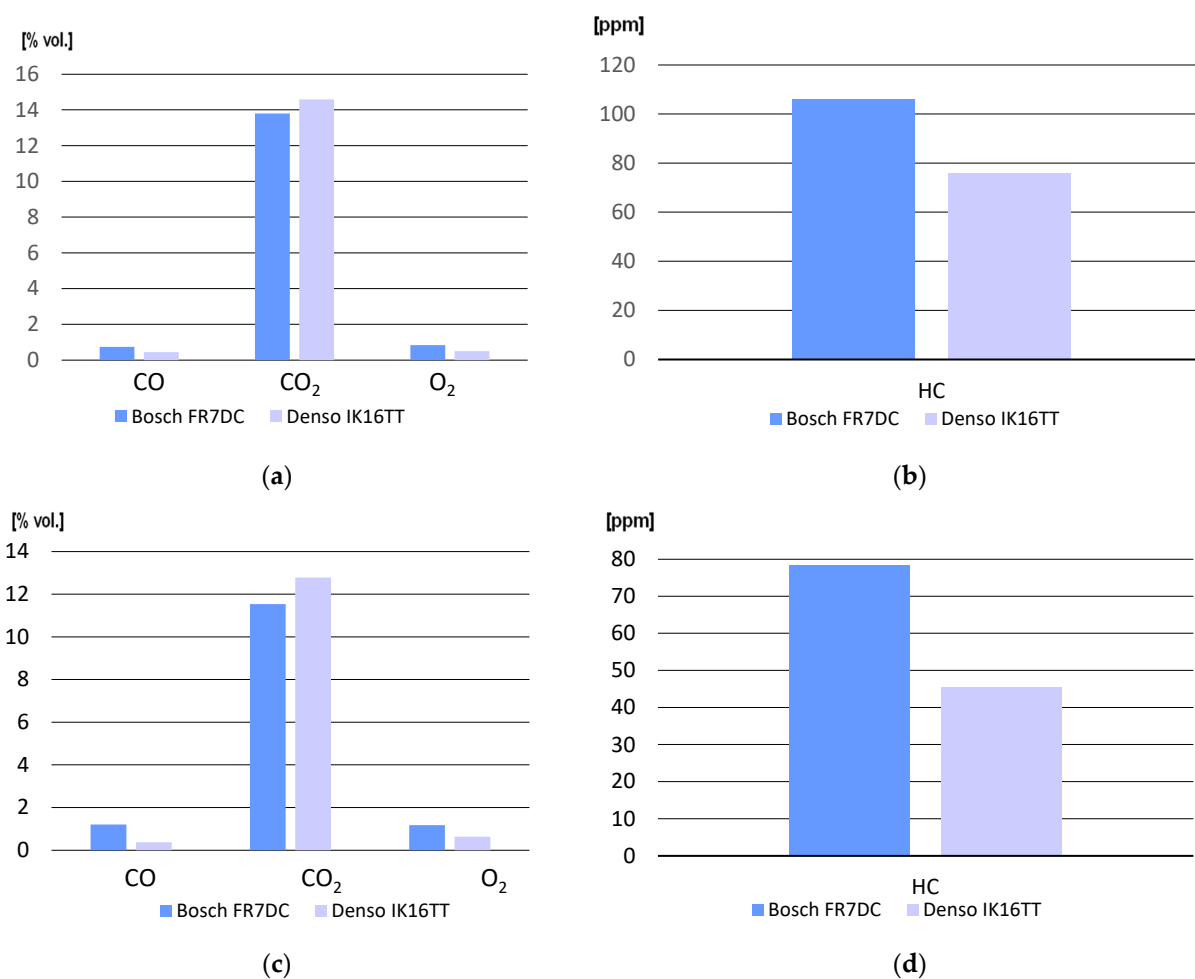 [% vol.]
16
14
12
10
8
6
4
2
0
CO CO₂ O₂
Bosch FR7DC Denso IK16TT
(a)
[ppm]
120
100
80
60
40
20
0
HC
Bosch FR7DC Denso IK16TT
(b)
[% vol.]
14
12
10
8
6
4
2
0
CO CO₂ O₂
Bosch FR7DC Denso IK16TT
(c)
[ppm]
80
70
60
50
40
30
20
10
0
HC
Bosch FR7DC Denso IK16TT
(d)